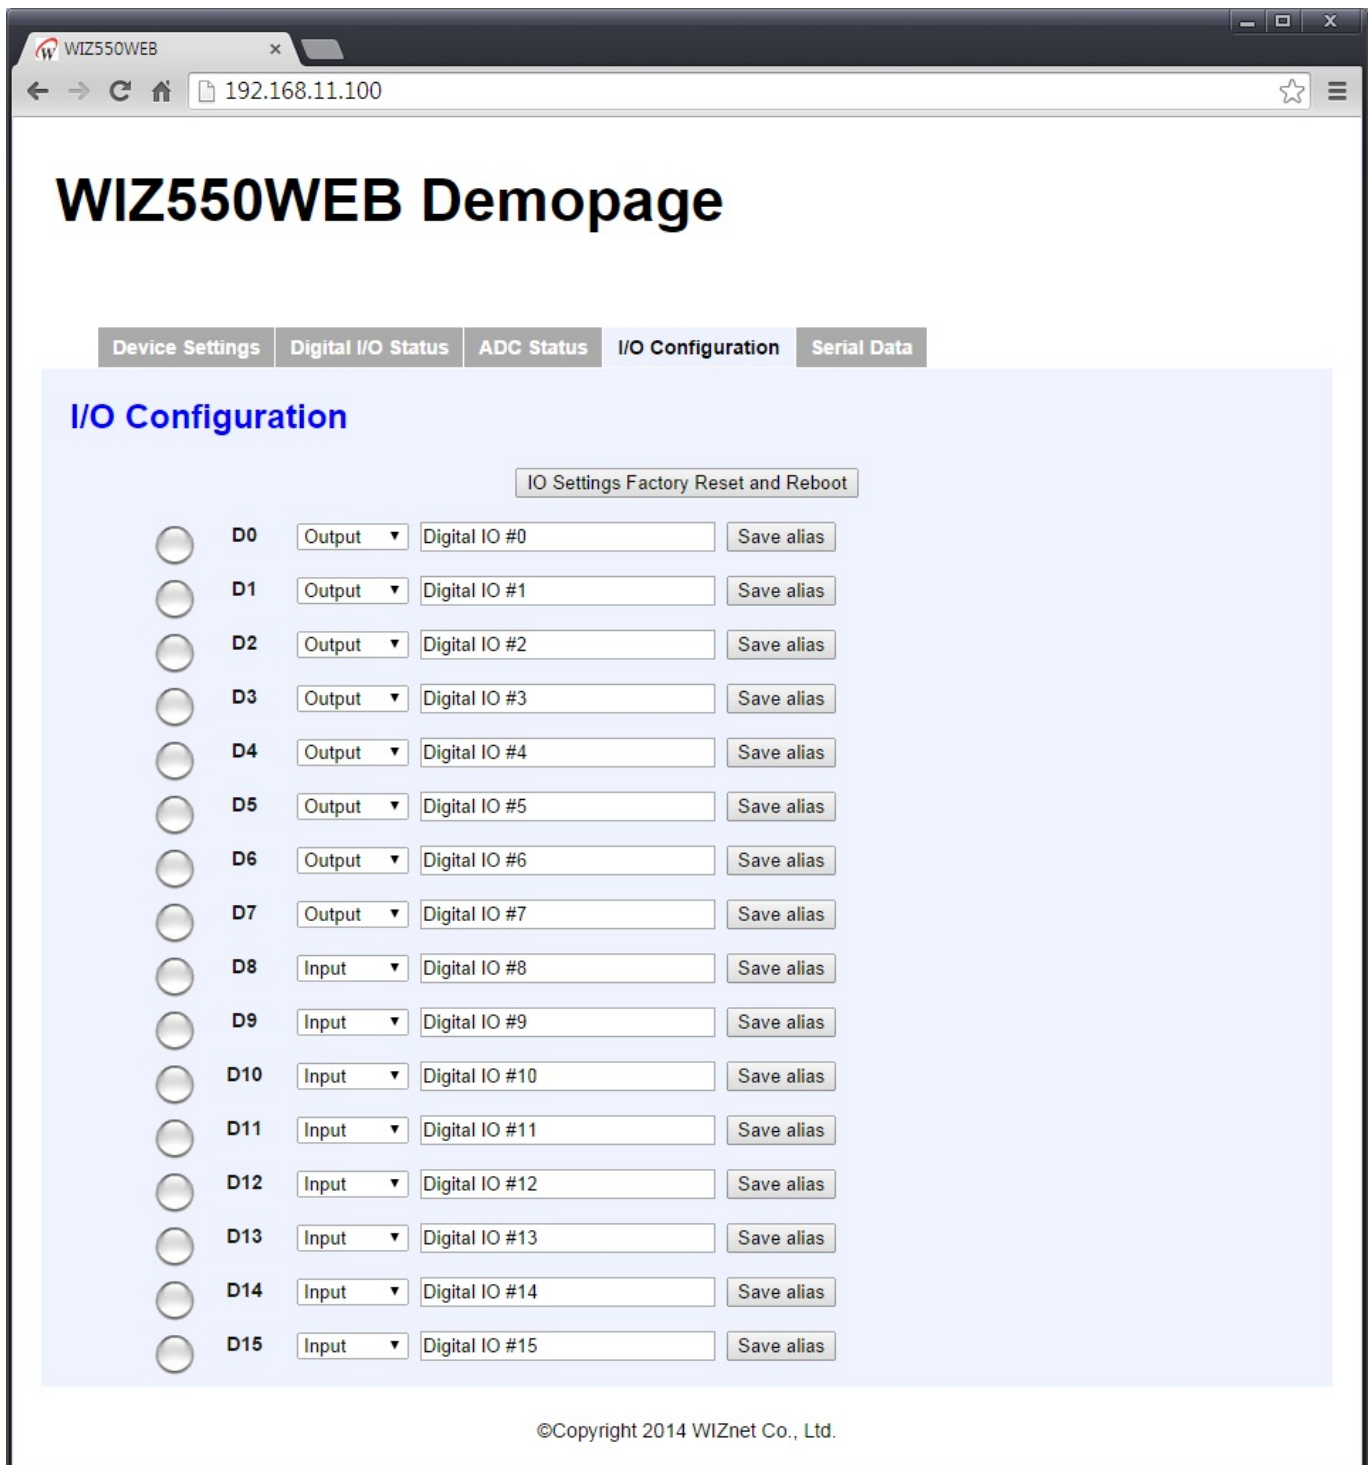 WIZ550WEB
192.168.11.100
WIZ550WEB Demopage
Device Settings Digital I/O Status ADC Status I/O Configuration Serial Data
I/O Configuration
IO Settings Factory Reset and Reboot
D0 Output Digital IO #0 Save alias
D1 Output Digital IO #1 Save alias
D2 Output Digital IO #2 Save alias
D3 Output Digital IO #3 Save alias
D4 Output Digital IO #4 Save alias
D5 Output Digital IO #5 Save alias
D6 Output Digital IO #6 Save alias
D7 Output Digital IO #7 Save alias
D8 Input Digital IO #8 Save alias
D9 Input Digital IO #9 Save alias
D10 Input Digital IO #10 Save alias
D11 Input Digital IO #11 Save alias
D12 Input Digital IO #12 Save alias
D13 Input Digital IO #13 Save alias
D14 Input Digital IO #14 Save alias
D15 Input Digital IO #15 Save alias
©Copyright 2014 WIZnet Co., Ltd.